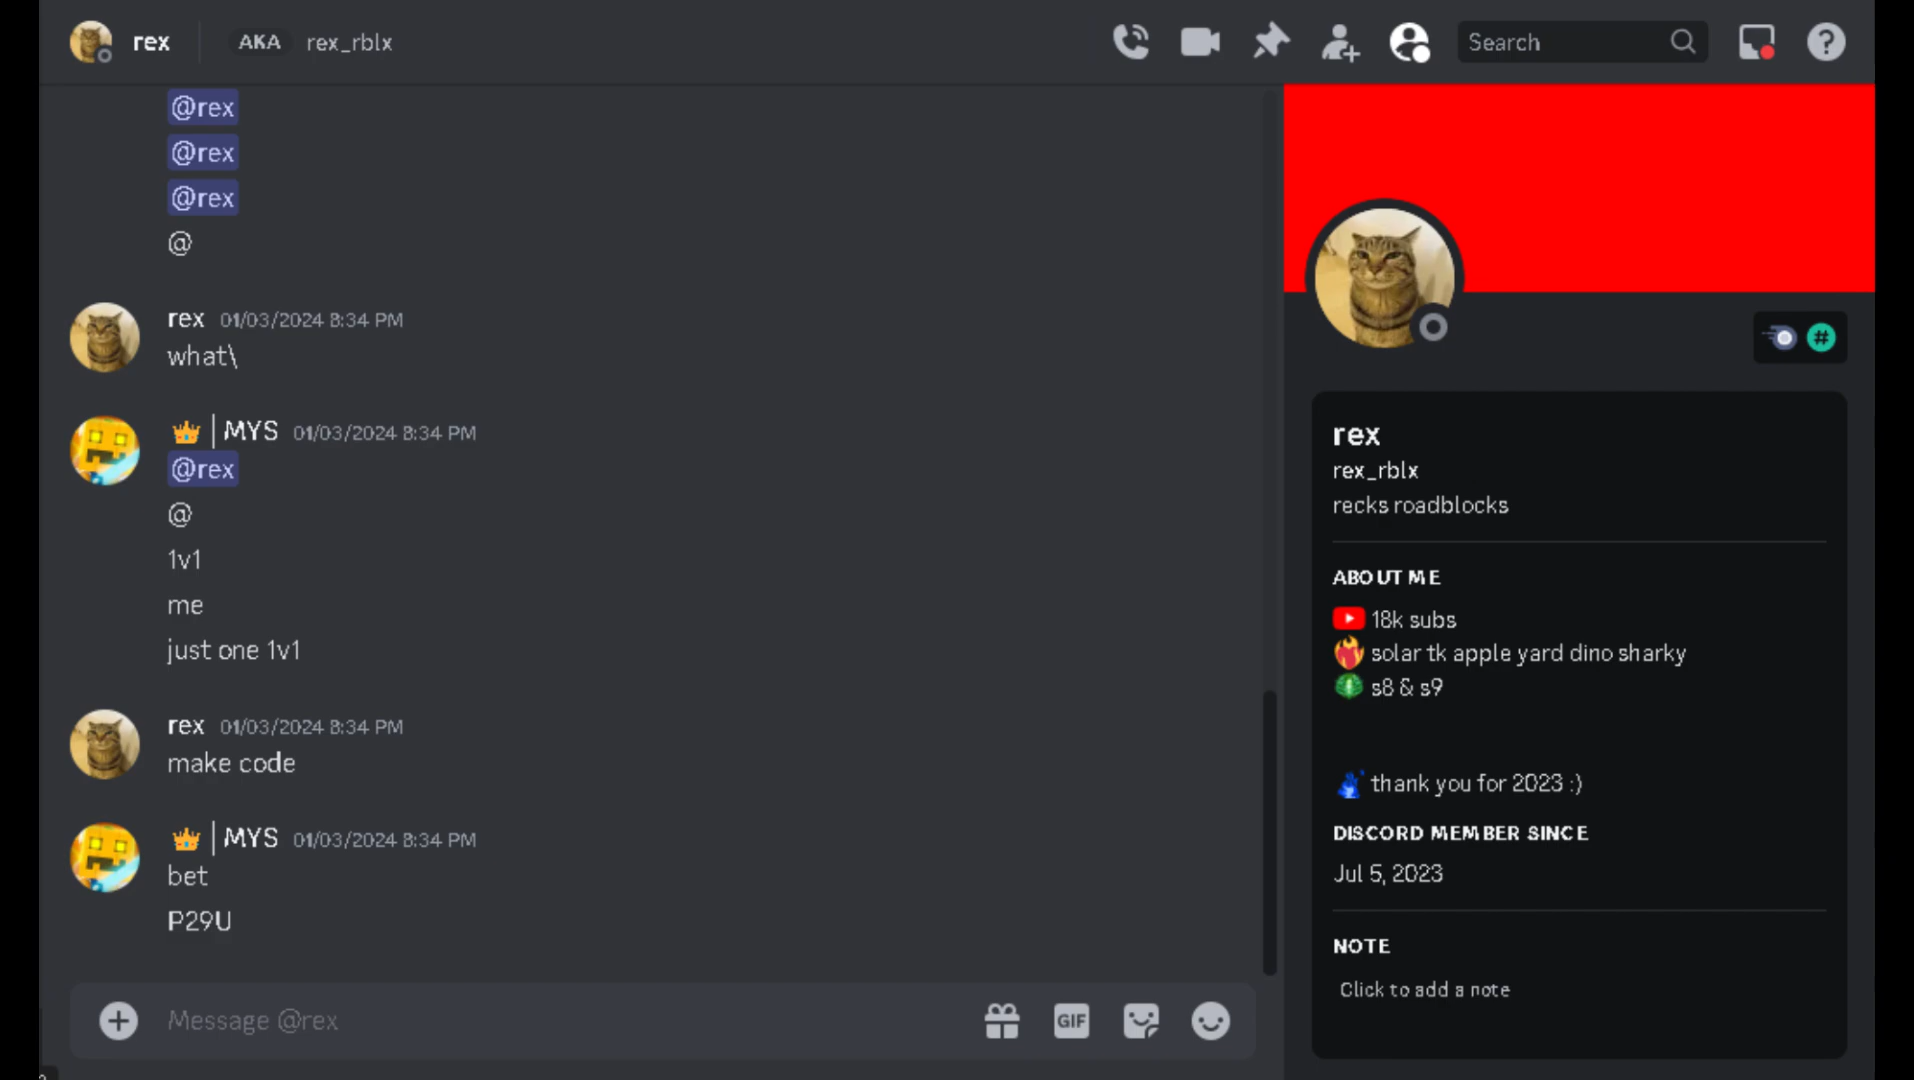 rex AKA rex_rblx Search
@rex
@rex
@rex
@
rex 01/03/2024 8:34 PM
what\
| MYS 01/03/2024 8:34 PM
@rex
@
1v1
me
just one 1v1
rex 01/03/2024 8:34 PM
make code
| MYS 01/03/2024 8:34 PM
bet
P29U
Message @rex GIF
rex
rex_rblx
recks roadblocks
ABOUT ME
18k subs
solar tk apple yard dino sharky
s8 & s9
thank you for 2023 :)
DISCORD MEMBER SINCE
Jul 5, 2023
NOTE
Click to add a note